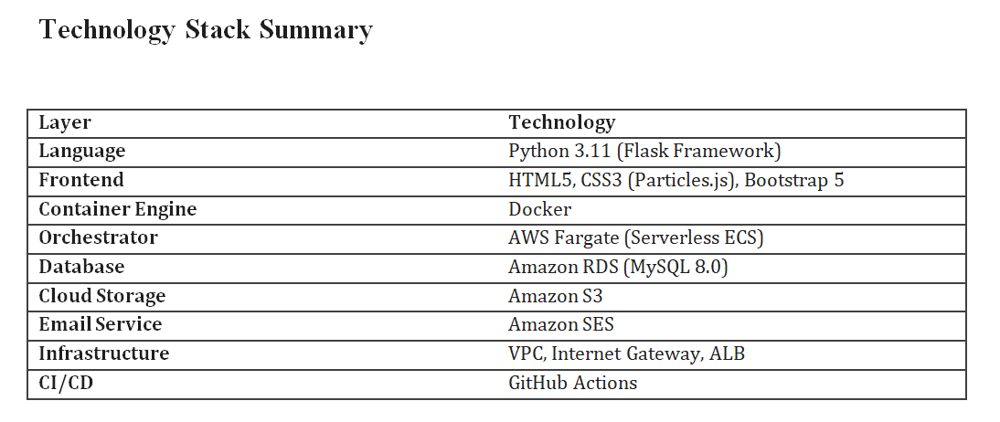 Technology Stack Summary
Layer Technology
Language Python 3.11 (Flask Framework)
Frontend HTML5, CSS3 (Particles.js), Bootstrap 5
Container Engine Docker
Orchestrator AWS Fargate (Serverless ECS)
Database Amazon RDS (MySQL 8.0)
Cloud Storage Amazon S3
Email Service Amazon SES
Infrastructure VPC, Internet Gateway, ALB
CI/CD GitHub Actions